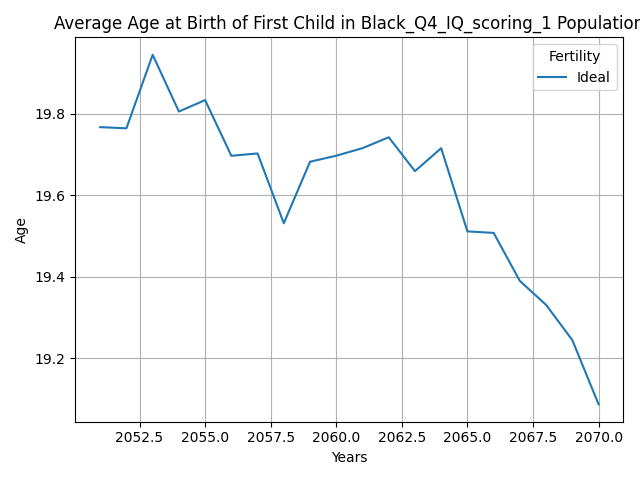 Average Age at Birth of First Child in Black_Q4_IQ_scoring_1 Population
Fertility
Ideal
Age
19.8
19.6
19.4
19.2
2052.5 2055.0 2057.5 2060.0 2062.5 2065.0 2067.5 2070.0
Years